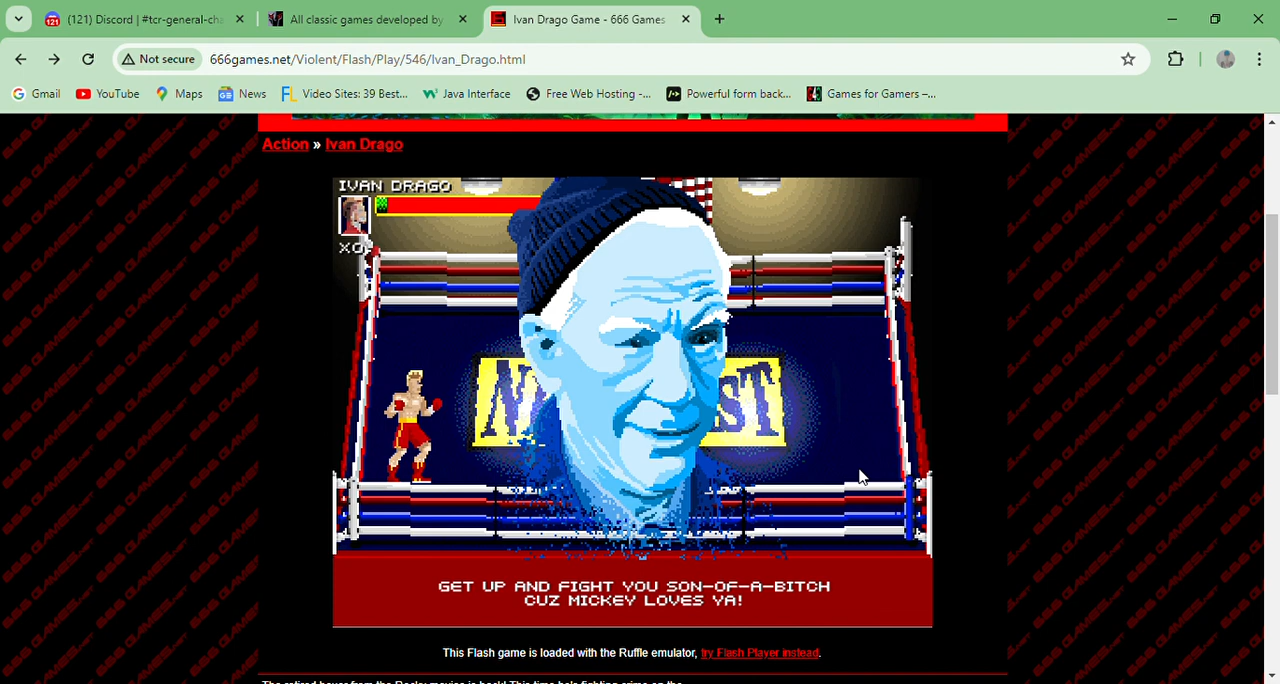 (121) Discord | #tcr-general-cha
All classic games developed by
Ivan Drago Game - 666 Games
Not secure
666games.net/Violent/Flash/Play/546/Ivan_Drago.html
Gmail
YouTube
Maps
News
Video Sites: 39 Best...
Java Interface
Free Web Hosting -...
Powerful form back...
Games for Gamers –...
Action » Ivan Drago
IVAN DRAGO
GET UP AND FIGHT YOU SON-OF-A-BITCH
CUZ MICKEY LOVES YA!
This Flash game is loaded with the Ruffle emulator, try Flash Player instead.